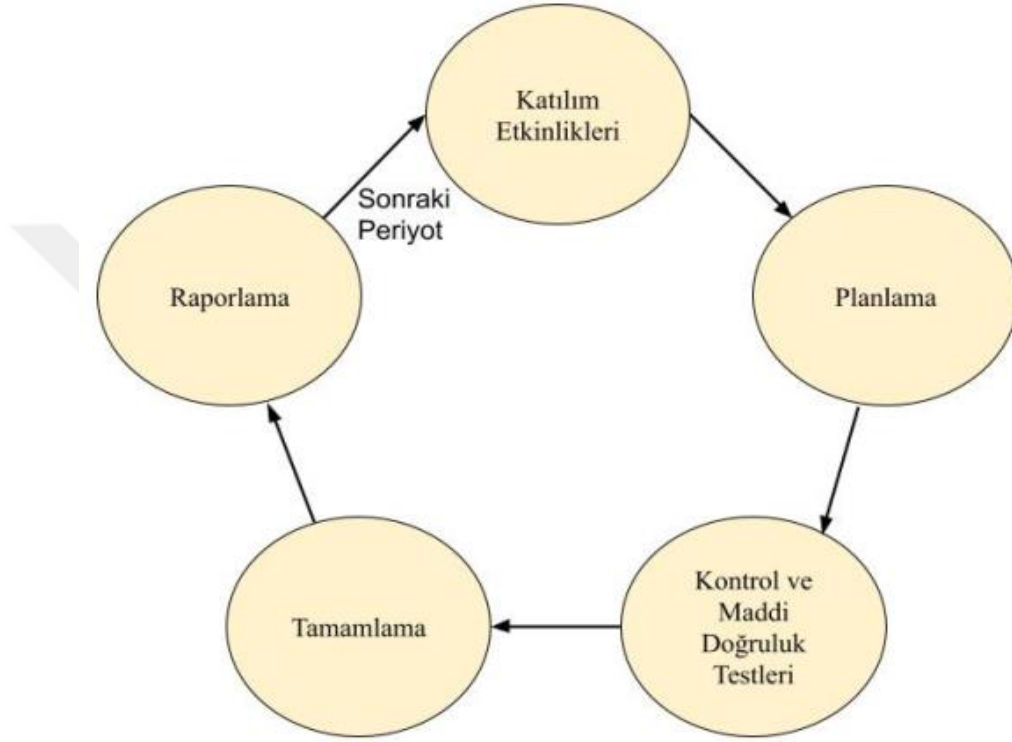 Katılım
Etkinlikleri
Sonraki
Periyot
Raporlama
Planlama
Tamamlama
Kontrol ve
Maddi
Doğruluk
Testleri